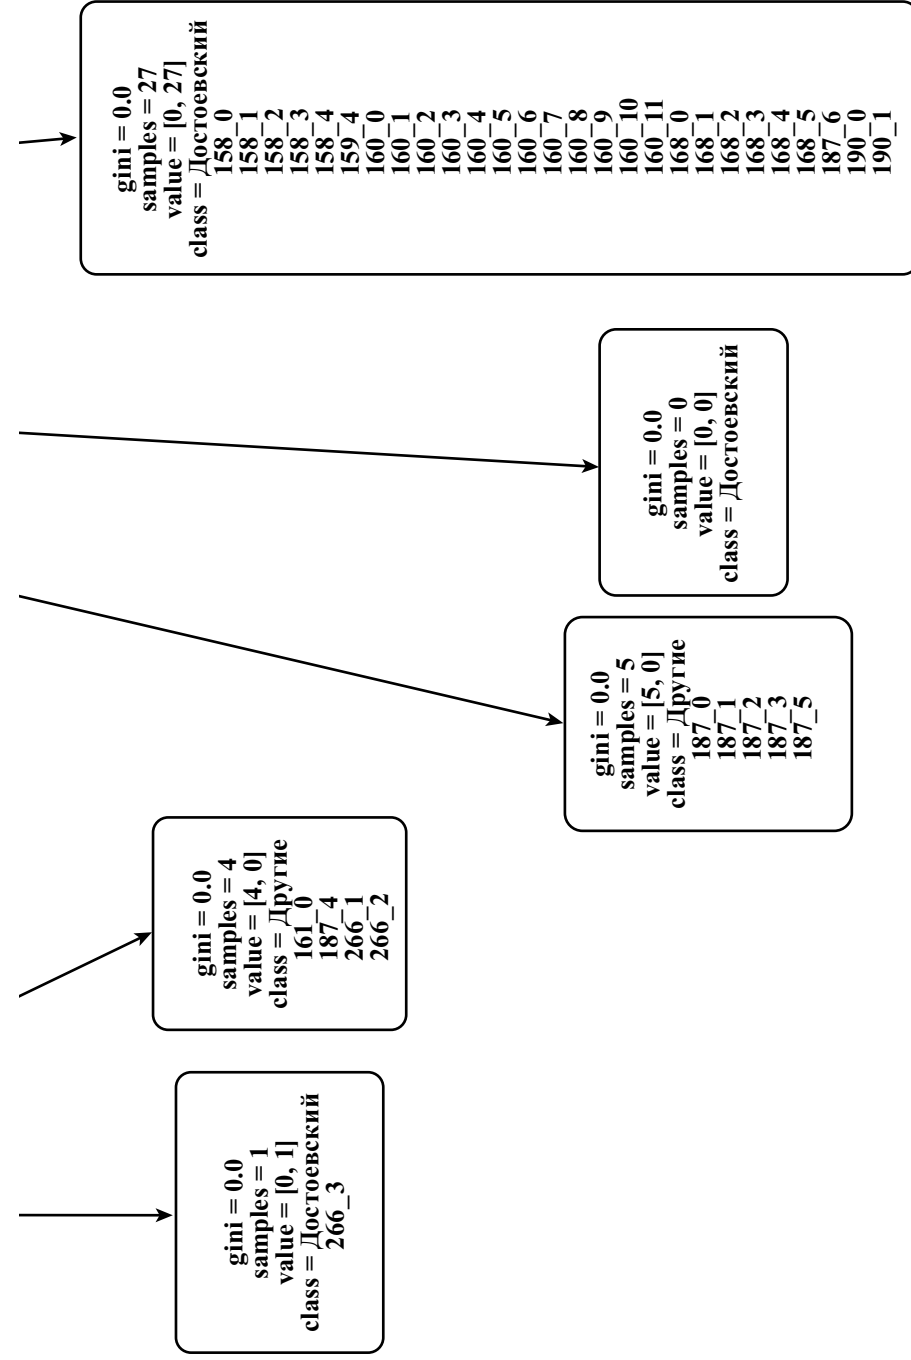 gini = 0.0
samples = 1
value = [0, 1]
class = Достоевский
266_3
gini = 0.0
samples = 4
value = [4, 0]
class = Другие
161_0
187_4
266_1
266_2
gini = 0.0
samples = 5
value = [5, 0]
class = Другие
187_0
187_1
187_2
187_3
187_5
gini = 0.0
samples = 0
value = [0, 0]
class = Достоевский
gini = 0.0
samples = 27
value = [0, 27]
class = Достоевский
158_0
158_1
158_2
158_3
158_4
159_4
160_0
160_1
160_2
160_3
160_4
160_5
160_6
160_7
160_8
160_9
160_10
160_11
168_0
168_1
168_2
168_3
168_4
168_5
187_6
190_0
190_1